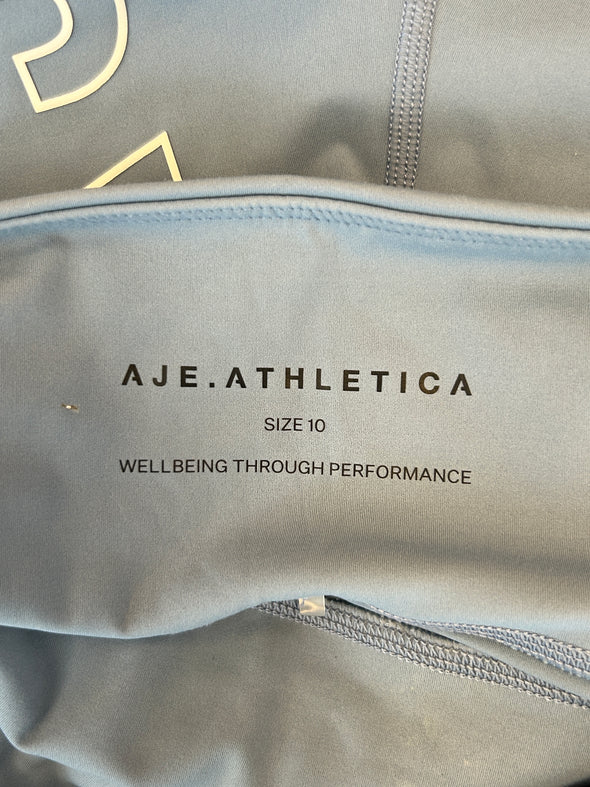 AJE.ATHLETICA
SIZE 10
WELLBEING THROUGH PERFORMANCE